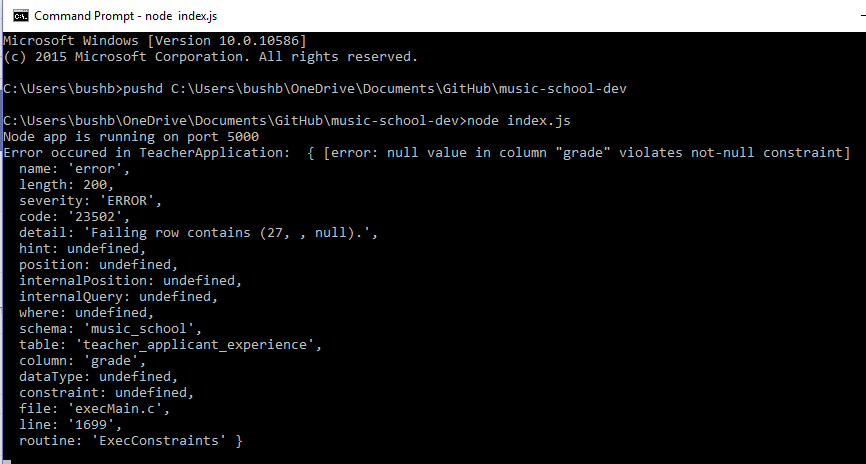 Command Prompt - node  index.js
Microsoft Windows [Version 10.0.10586]
(c) 2015 Microsoft Corporation. All rights reserved.
C:\Users\bushb>pushd C:\Users\bushb\OneDrive\Documents\GitHub\music-school-dev
C:\Users\bushb\OneDrive\Documents\GitHub\music-school-dev>node index.js
Node app is running on port 5000
Error occured in TeacherApplication:  { [error: null value in column "grade" violates not-null constraint]
  name: 'error',
  length: 200,
  severity: 'ERROR',
  code: '23502',
  detail: 'Failing row contains (27, , null).',
  hint: undefined,
  position: undefined,
  internalPosition: undefined,
  internalQuery: undefined,
  where: undefined,
  schema: 'music_school',
  table: 'teacher_applicant_experience',
  column: 'grade',
  dataType: undefined,
  constraint: undefined,
  file: 'execMain.c',
  line: '1699',
  routine: 'ExecConstraints' }